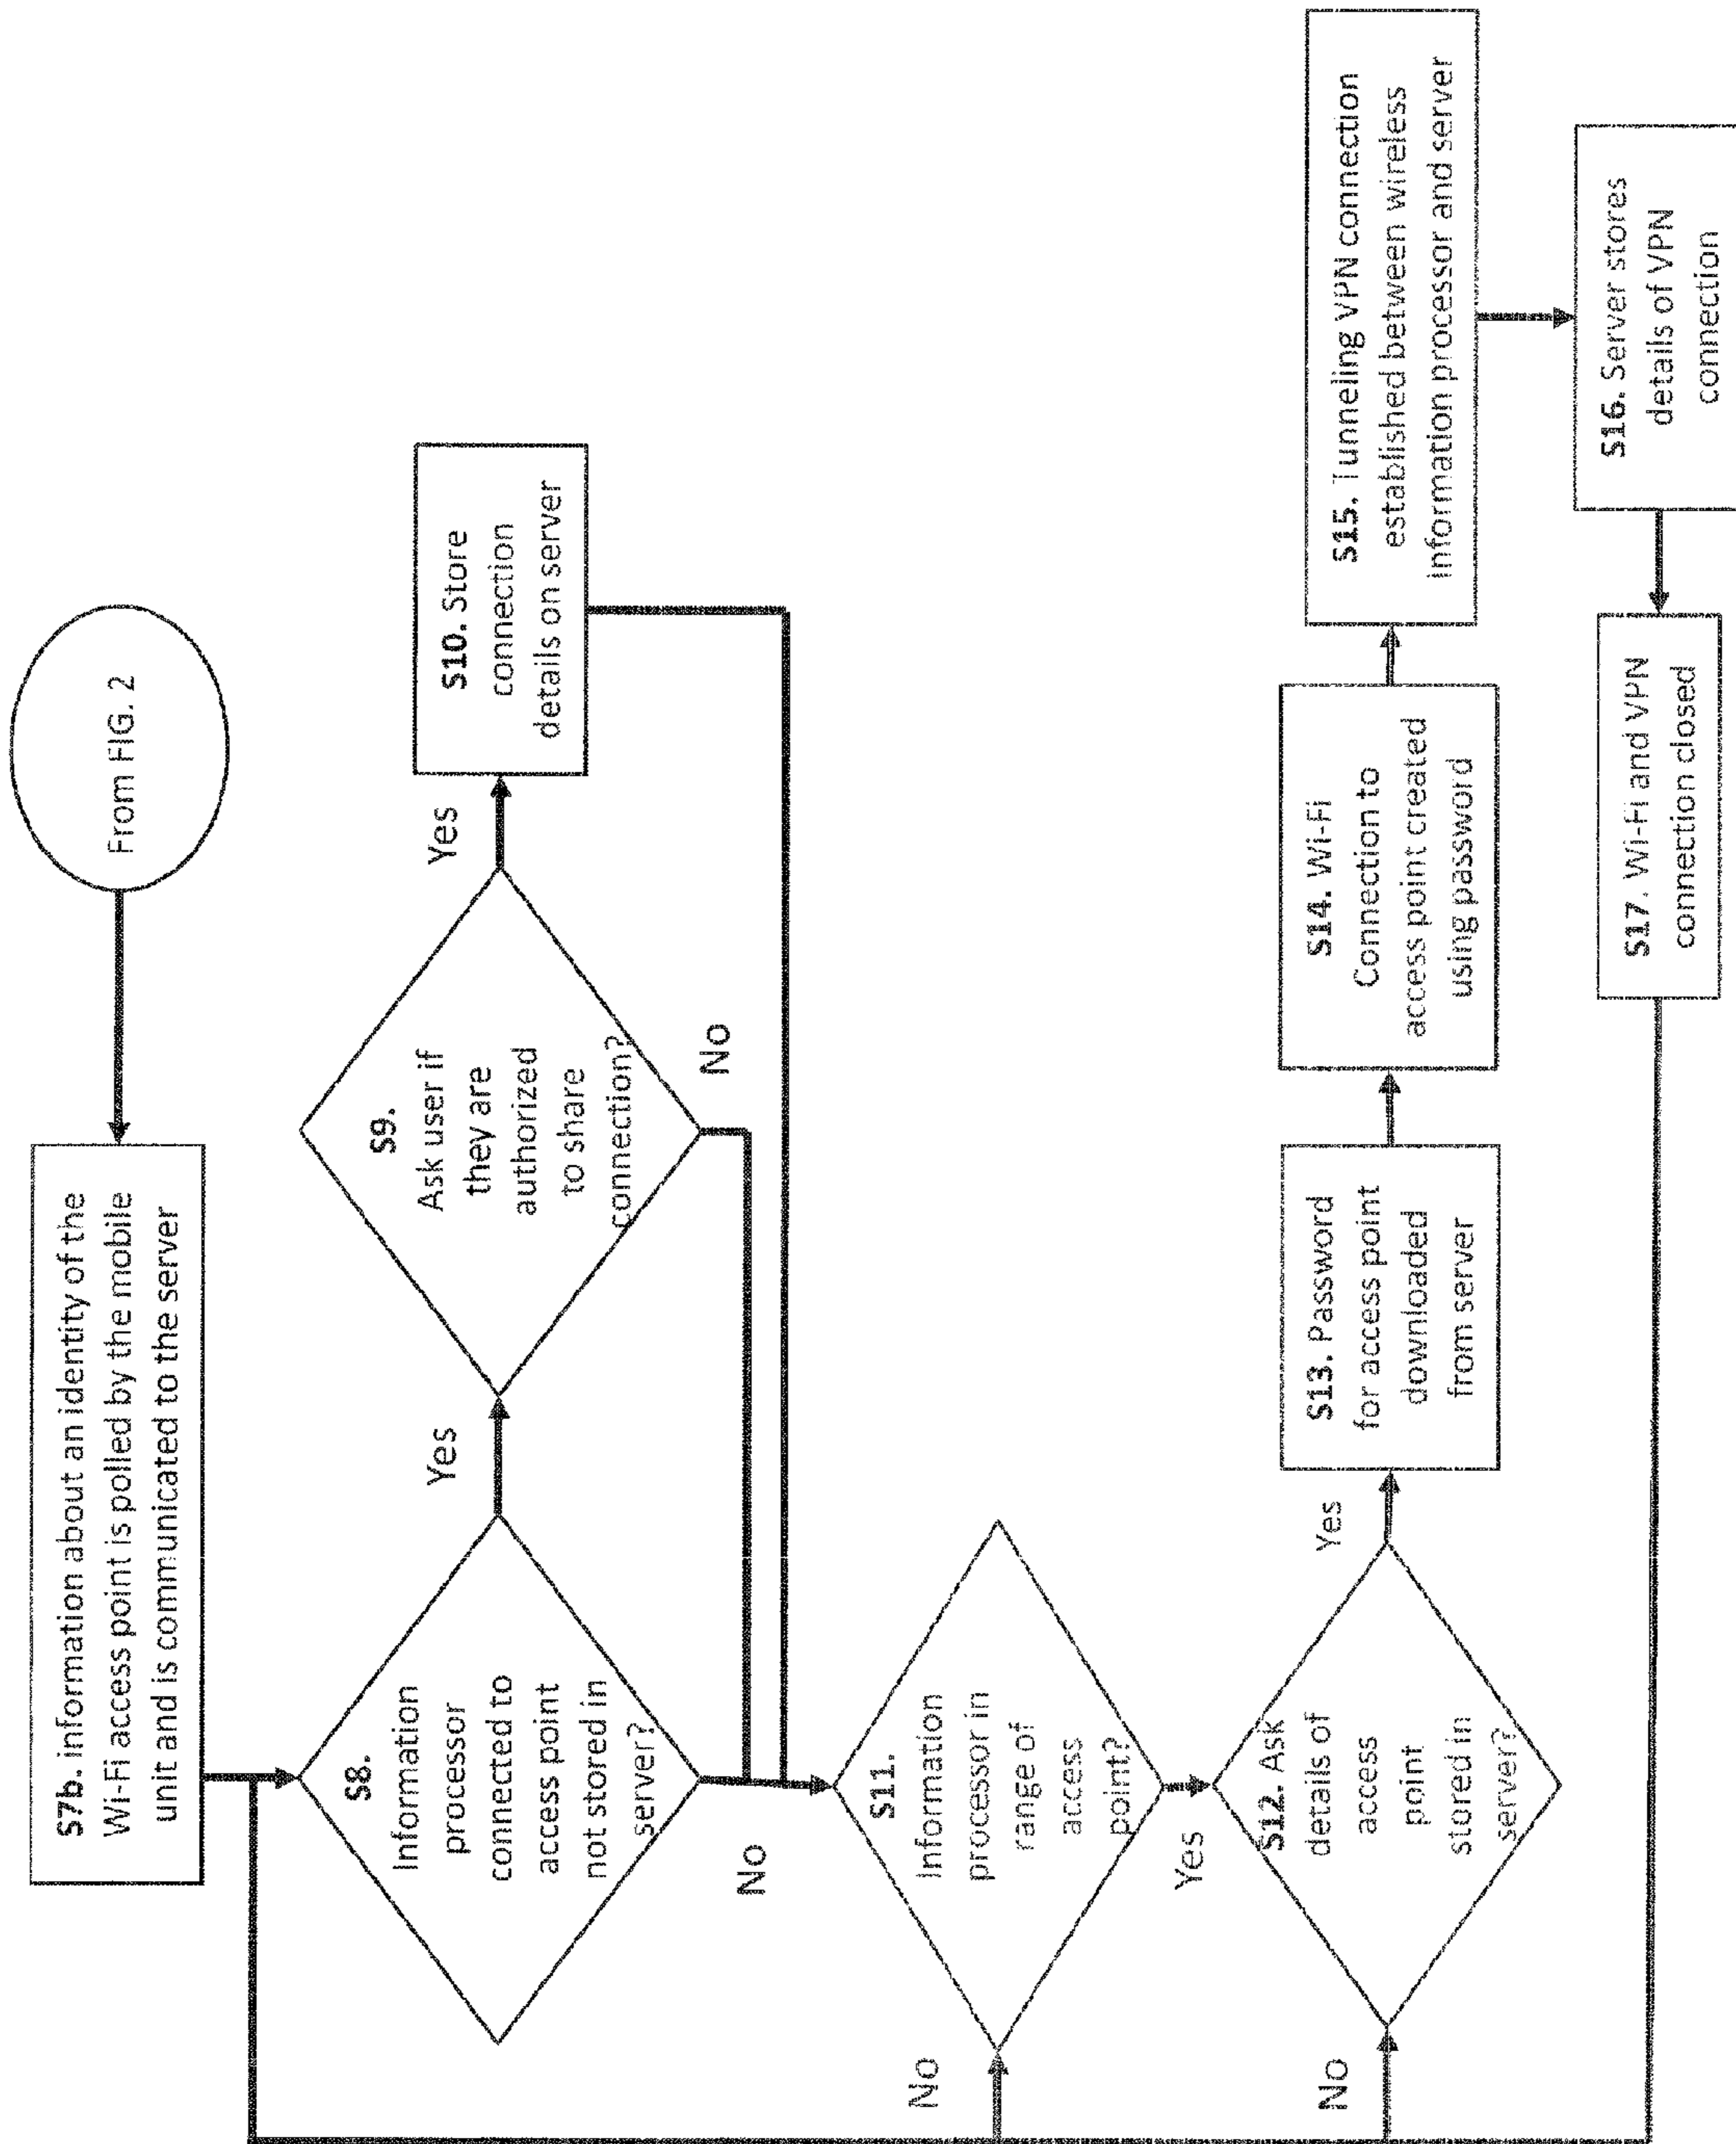 From FIG. 2
S7b. information about an identity of the
Wi-Fi access point is polled by the mobile
unit and is communicated to the server
S8.
Information
processor
connected to
access point
not stored in
server?
Yes
No
S9.
Ask user if
they are
authorized
to share
connection?
Yes
No
S10. Store
connection
details on server
S11.
Information
processor in
range of
access
point?
No
Yes
S12. Ask
details of
access
point
stored in
server?
No
Yes
S13. Password
for access point
downloaded
from server
S14. Wi-Fi
Connection to
access point created
using password
S15. Tunneling VPN connection
established between wireless
information processor and server
S16. Server stores
details of VPN
connection
S17. Wi-Fi and VPN
connection closed